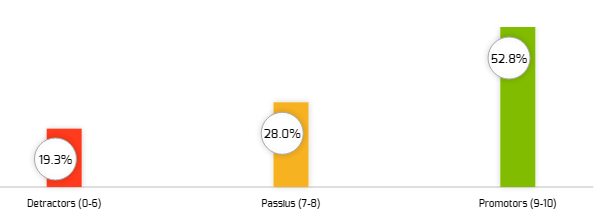 52.8%
28.0%
19.3%
Detractors (0-6) Passius (7-8) Promotors (9-10)